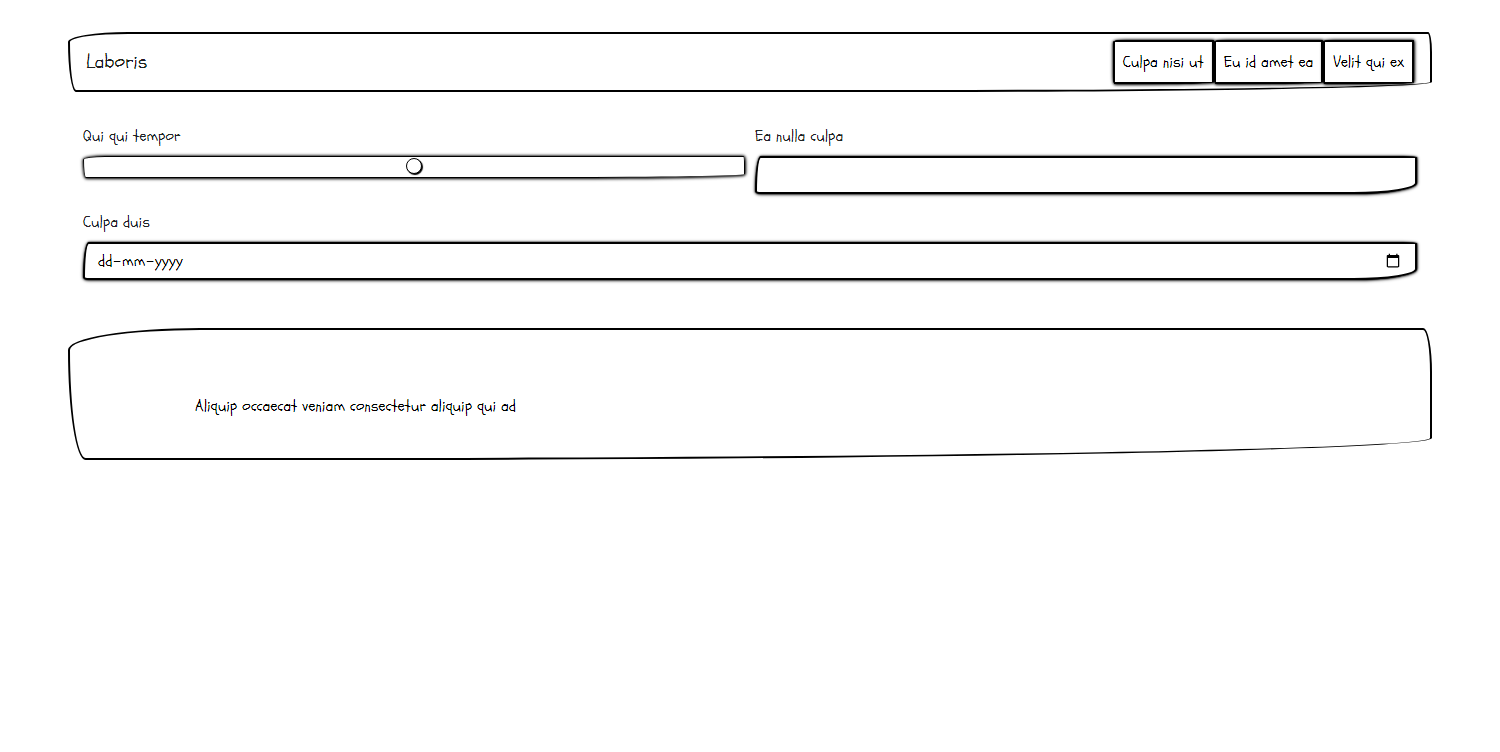 Laboris
Culpa nisi ut
Eu id amet ea
Velit qui ex
Qui qui tempor
Ea nulla culpa
Culpa duis
dd-mm-yyyy
Aliquip occaecat veniam consectetur aliquip qui ad